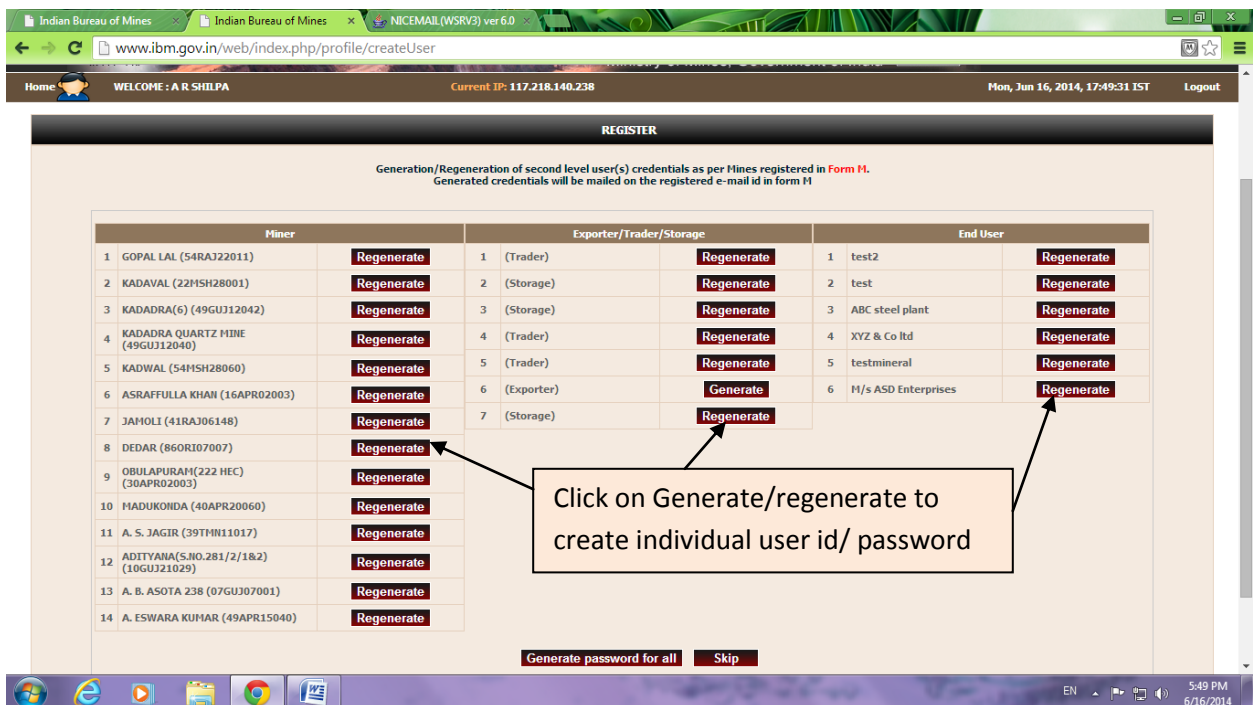 Indian Bureau of Mines
Indian Bureau of Mines
NICEMAIL(WSRV3) ver 6.0
www.ibm.gov.in/web/index.php/profile/createUser
Home
WELCOME : A R SHILPA
Current IP: 117.218.140.238
Mon, Jun 16, 2014, 17:49:31 IST
Logout
REGISTER
Generation/Regeneration of second level user(s) credentials as per Mines registered in Form M.
Generated credentials will be mailed on the registered e-mail id in form M
Miner
1 GOPAL LAL (54RAJ22011) Regenerate
2 KADAVAL (22MSH28001) Regenerate
3 KADADRA(6) (49GUJ12042) Regenerate
4 KADADRA QUARTZ MINE
(49GUJ12040) Regenerate
5 KADWAL (54MSH28060) Regenerate
6 ASRAFFULLA KHAN (16APR02003) Regenerate
7 JAMOLI (41RAJ06148) Regenerate
8 DEDAR (86ORI07007) Regenerate
9 OBULAPURAM(222 HEC)
(30APR02003) Regenerate
10 MADUKONDA (40APR20060) Regenerate
11 A. S. JAGIR (39TMN11017) Regenerate
12 ADITYANA(S.NO.281/2/1&2)
(10GUJ21029) Regenerate
13 A. B. ASOTA 238 (07GUJ07001) Regenerate
14 A. ESWARA KUMAR (49APR15040) Regenerate
Exporter/Trader/Storage
1 (Trader) Regenerate
2 (Storage) Regenerate
3 (Storage) Regenerate
4 (Trader) Regenerate
5 (Trader) Regenerate
6 (Exporter) Generate
7 (Storage) Regenerate
End User
1 test2 Regenerate
2 test Regenerate
3 ABC steel plant Regenerate
4 XYZ & Co ltd Regenerate
5 testmineral Regenerate
6 M/s ASD Enterprises Regenerate
Click on Generate/regenerate to
create individual user id/ password
Generate password for all Skip
EN
5:49 PM
6/16/2014